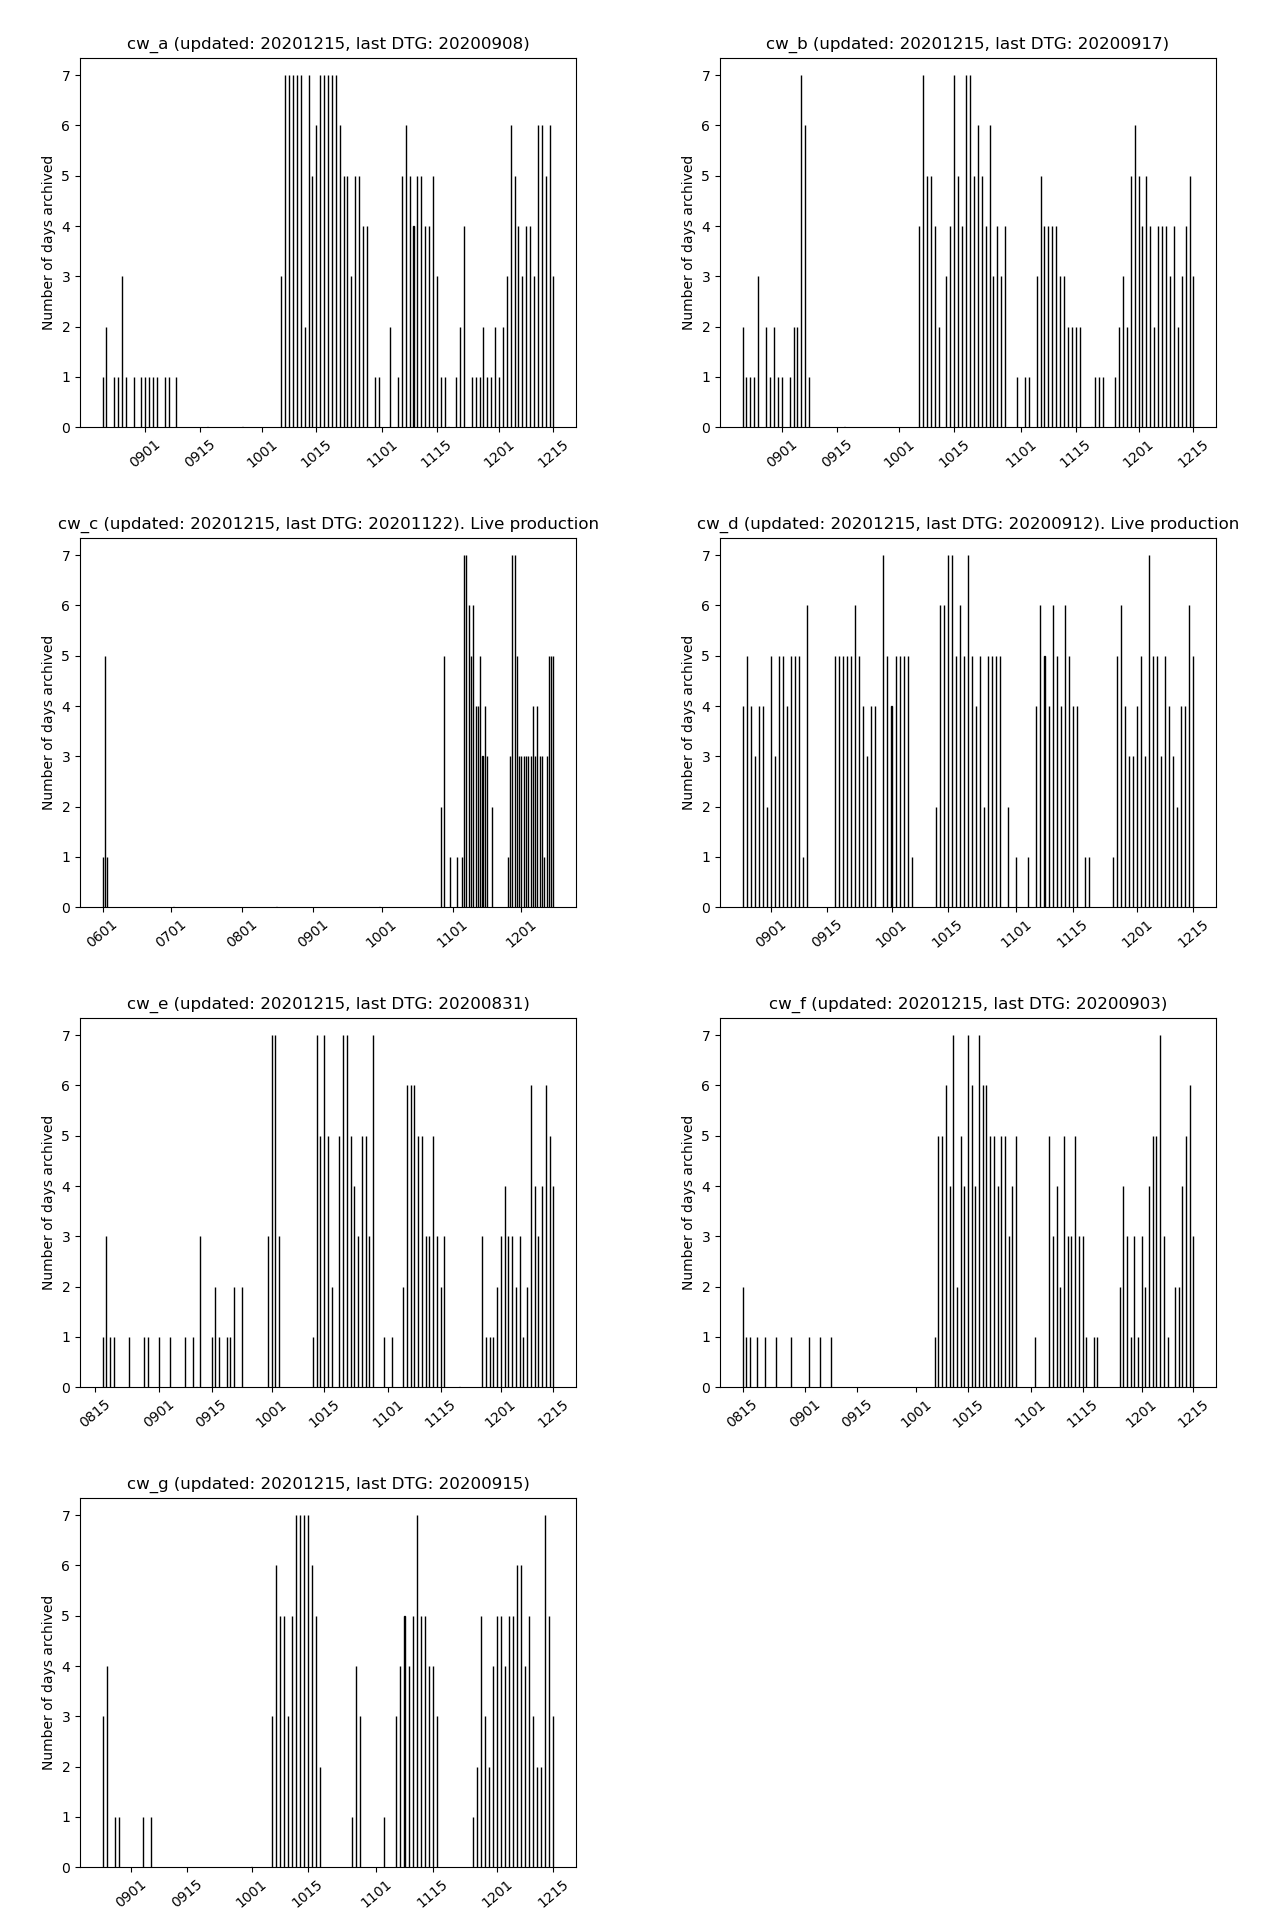 cw_a (updated: 20201215, last DTG: 20200908)
Number of days archived
7
6
5
4
3
2
1
0
0901 0915 1001 1015 1101 1115 1201 1215
cw_b (updated: 20201215, last DTG: 20200917)
Number of days archived
7
6
5
4
3
2
1
0
0901 0915 1001 1015 1101 1115 1201 1215
cw_c (updated: 20201215, last DTG: 20201122). Live production
Number of days archived
7
6
5
4
3
2
1
0
0601 0701 0801 0901 1001 1101 1201
cw_d (updated: 20201215, last DTG: 20200912). Live production
Number of days archived
7
6
5
4
3
2
1
0
0901 0915 1001 1015 1101 1115 1201 1215
cw_e (updated: 20201215, last DTG: 20200831)
Number of days archived
7
6
5
4
3
2
1
0
0815 0901 0915 1001 1015 1101 1115 1201 1215
cw_f (updated: 20201215, last DTG: 20200903)
Number of days archived
7
6
5
4
3
2
1
0
0815 0901 0915 1001 1015 1101 1115 1201 1215
cw_g (updated: 20201215, last DTG: 20200915)
Number of days archived
7
6
5
4
3
2
1
0
0901 0915 1001 1015 1101 1115 1201 1215